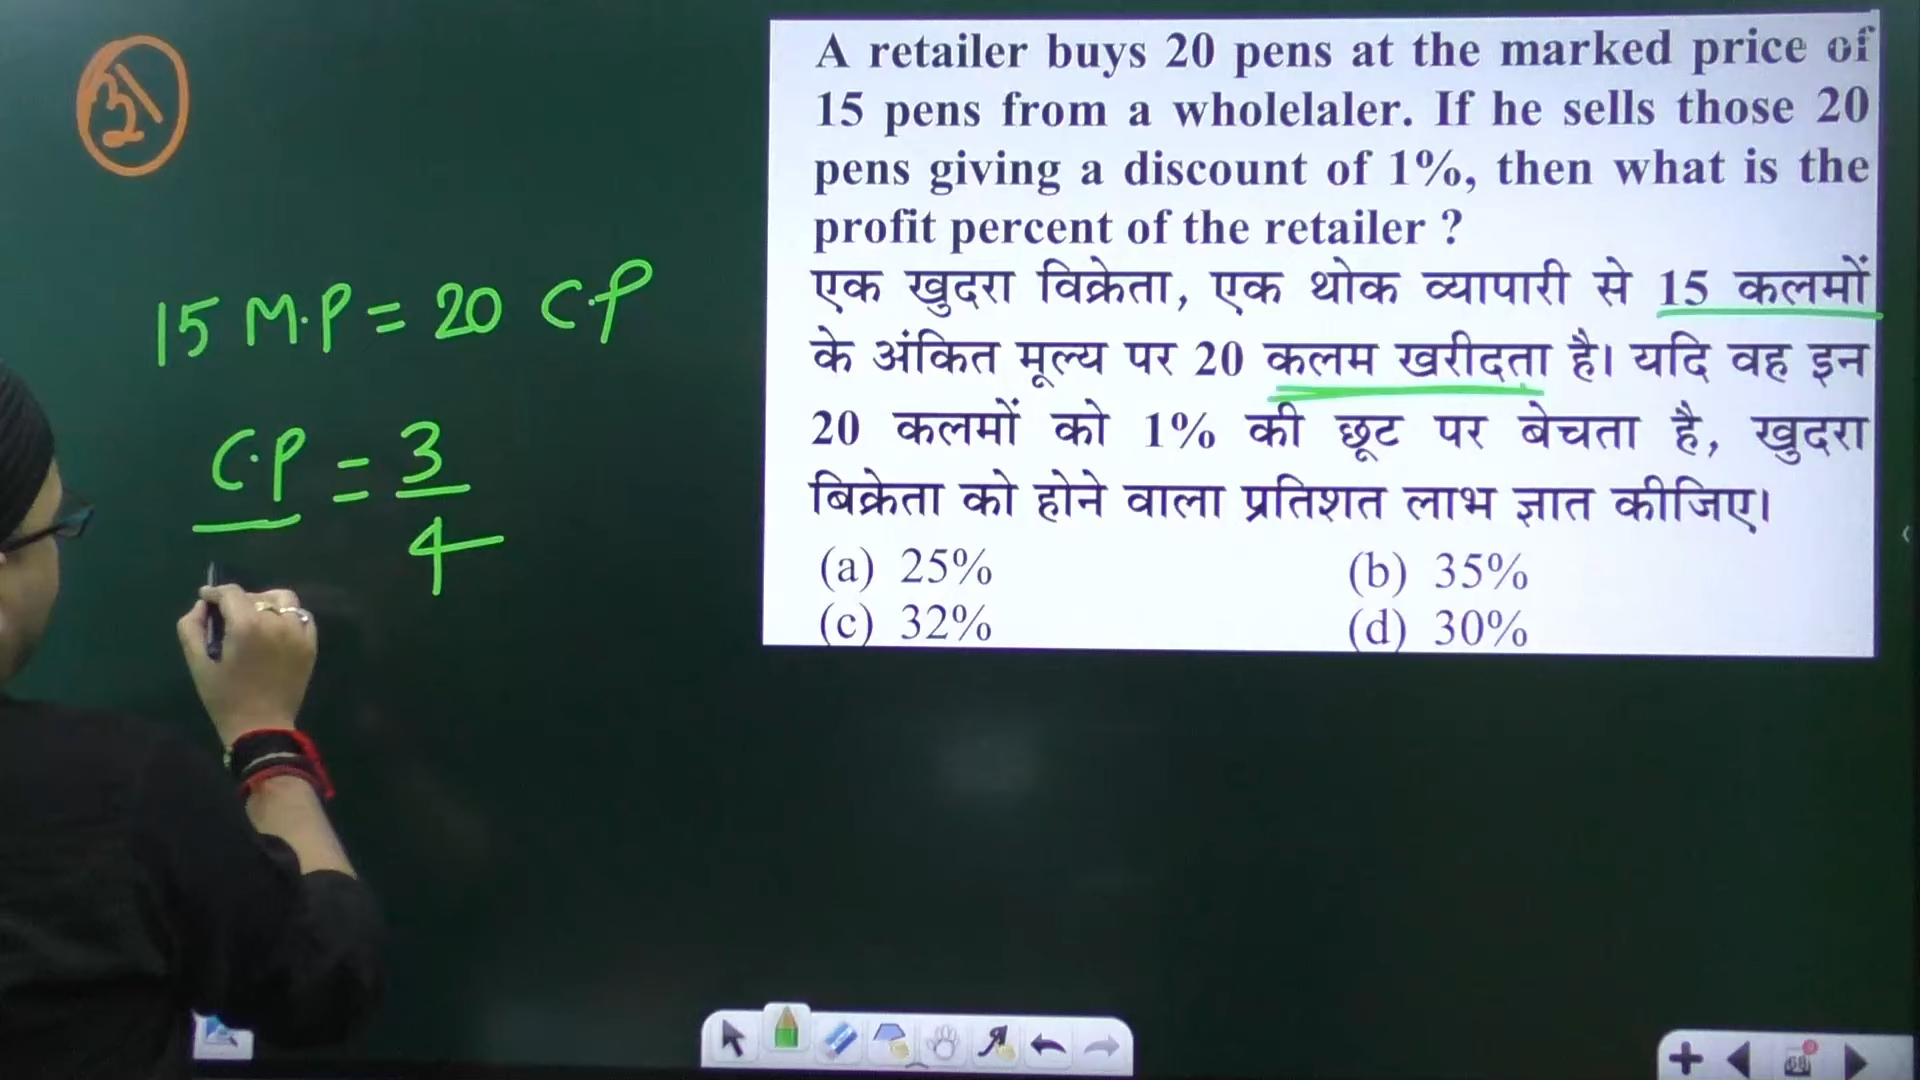 31
A retailer buys 20 pens at the marked price of
15 pens from a wholelaler. If he sells those 20
pens giving a discount of 1%, then what is the
profit percent of the retailer ?
एक खुदरा विक्रेता, एक थोक व्यापारी से 15 कलमों
के अंकित मूल्य पर 20 कलम खरीदता है। यदि वह इन
20 कलमों को 1% की छूट पर बेचता है, खुदरा
बिक्रेता को होने वाला प्रतिशत लाभ ज्ञात कीजिए।
(a) 25% (b) 35%
(c) 32% (d) 30%
15 M.P = 20 C.P
C.P = 3
4